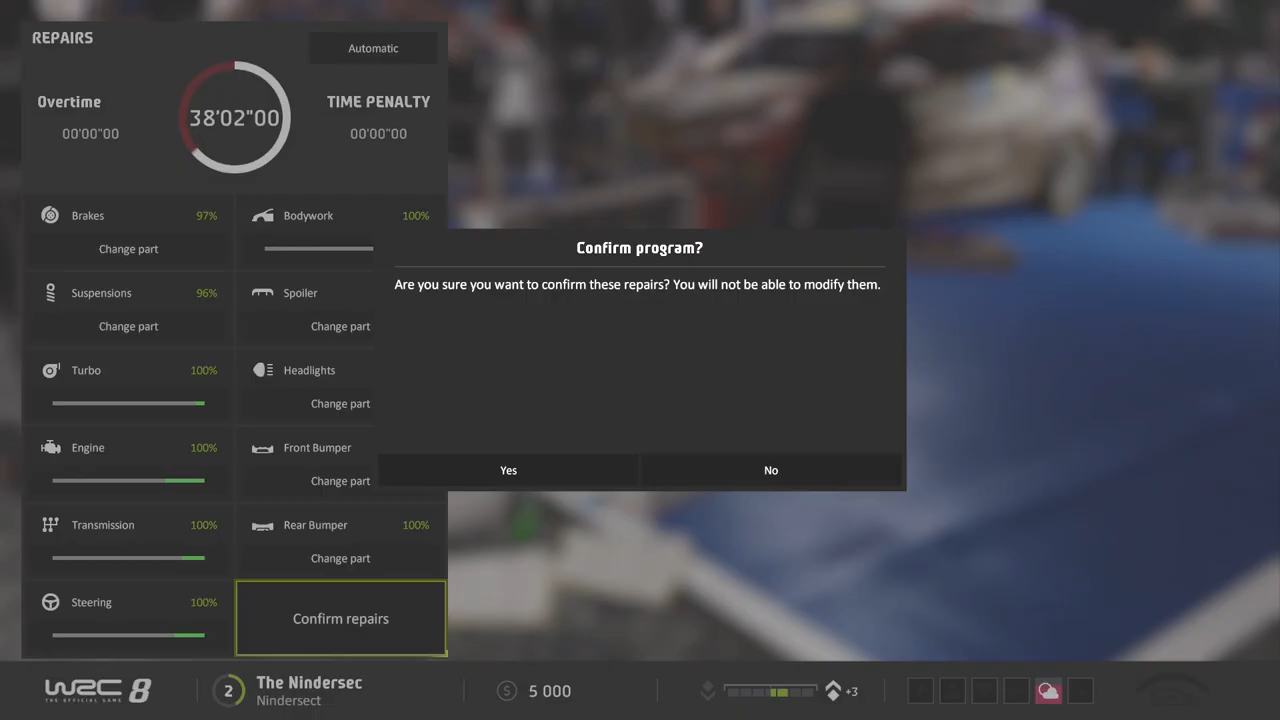 REPAIRS
Automatic
Overtime
00'00"00
38'02"00
TIME PENALTY
00'00"00
Brakes 97%
Change part
Bodywork 100%
Suspensions 96%
Change part
Spoiler
Change part
Turbo 100%
Headlights
Change part
Engine 100%
Front Bumper
Change part
Transmission 100%
Rear Bumper 100%
Change part
Steering 100%
Confirm repairs
Confirm program?
Are you sure you want to confirm these repairs? You will not be able to modify them.
Yes
No
WRC 8
THE OFFICIAL GAME
2
The Nindersec
Nindersect
S 5 000
+3